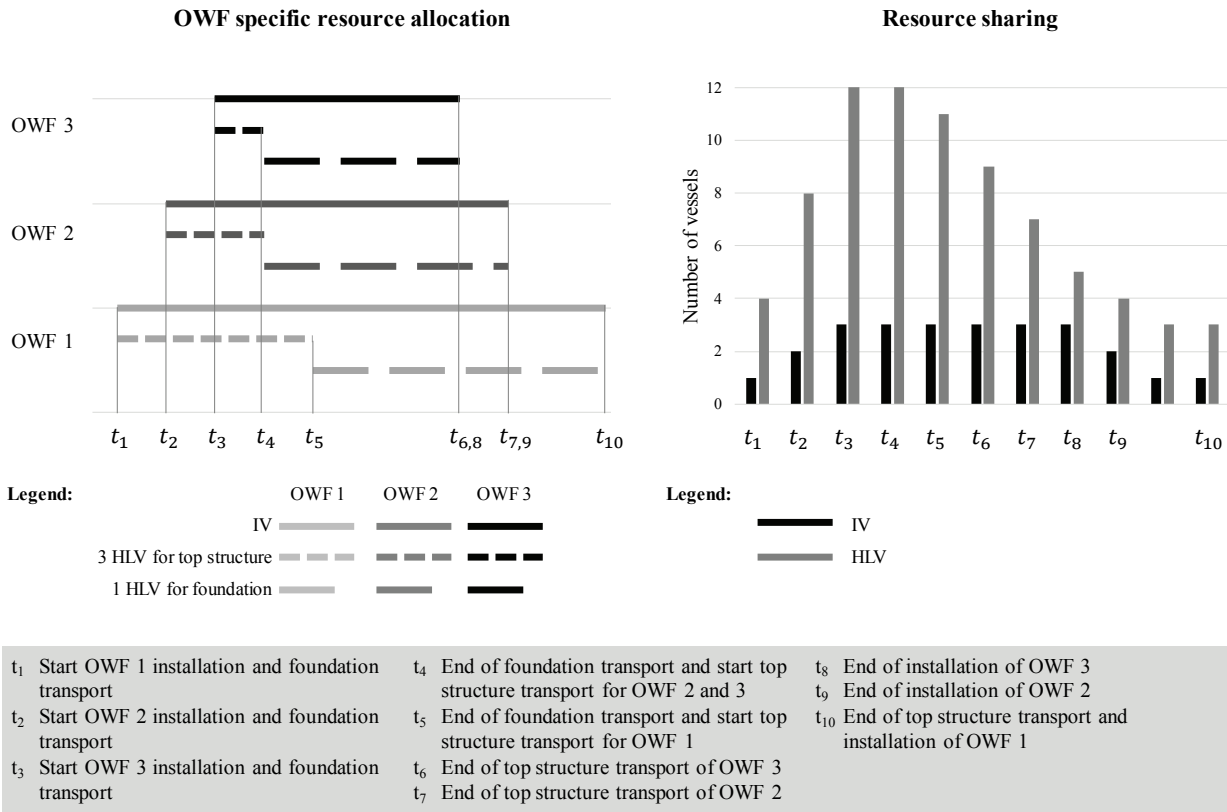 OWF specific resource allocation
OWF 3
OWF 2
OWF 1
t₁ t₂ t₃ t₄ t₅ t₆,₈ t₇,₉ t₁₀
Legend:
OWF 1 OWF 2 OWF 3
IV
3 HLV for top structure
1 HLV for foundation
Resource sharing
Number of vessels
12
10
8
6
4
2
0
t₁ t₂ t₃ t₄ t₅ t₆ t₇ t₈ t₉ t₁₀
Legend:
IV
HLV
t₁ Start OWF 1 installation and foundation
transport
t₂ Start OWF 2 installation and foundation
transport
t₃ Start OWF 3 installation and foundation
transport
t₄ End of foundation transport and start top
structure transport for OWF 2 and 3
t₅ End of foundation transport and start top
structure transport for OWF 1
t₆ End of top structure transport of OWF 3
t₇ End of top structure transport of OWF 2
t₈ End of installation of OWF 3
t₉ End of installation of OWF 2
t₁₀ End of top structure transport and
installation of OWF 1